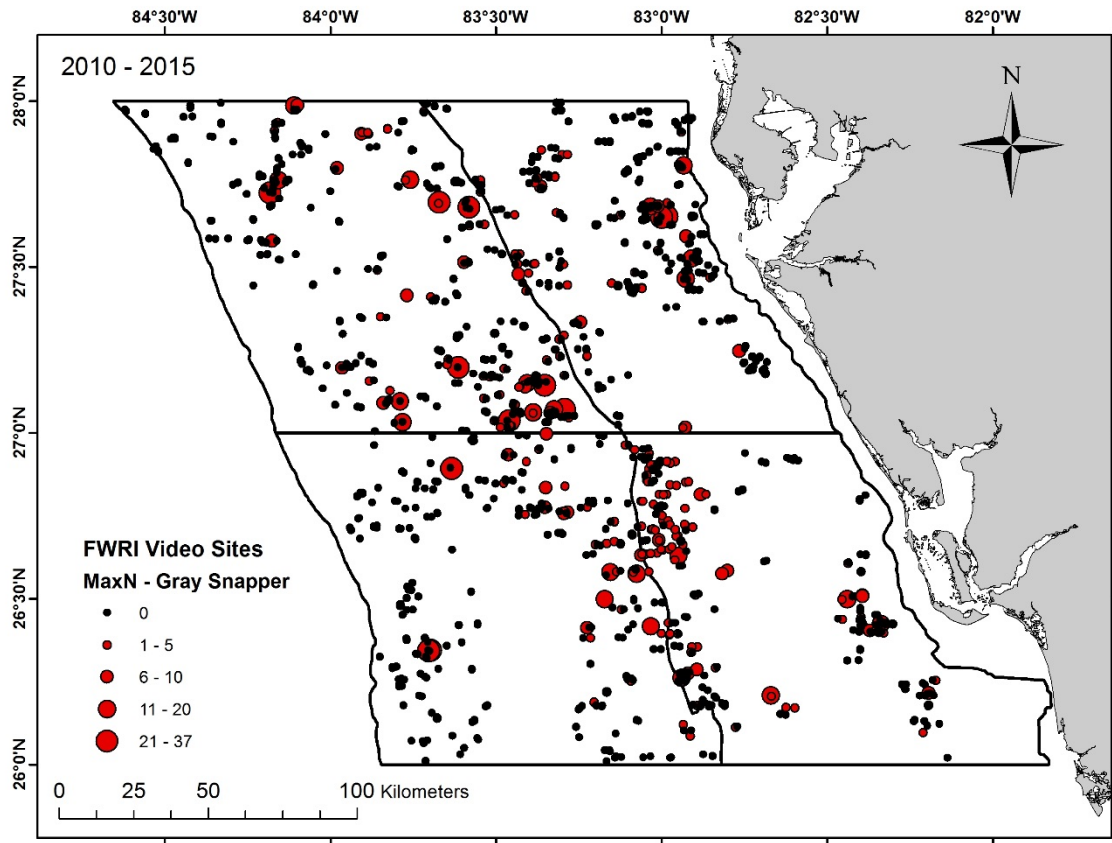 84°30'W 84°0'W 83°30'W 83°0'W 82°30'W 82°0'W
2010 - 2015
N
28°0'N
27°30'N
27°0'N
26°30'N
26°0'N
FWRI Video Sites
MaxN - Gray Snapper
0
1 - 5
6 - 10
11 - 20
21 - 37
0 25 50 100 Kilometers